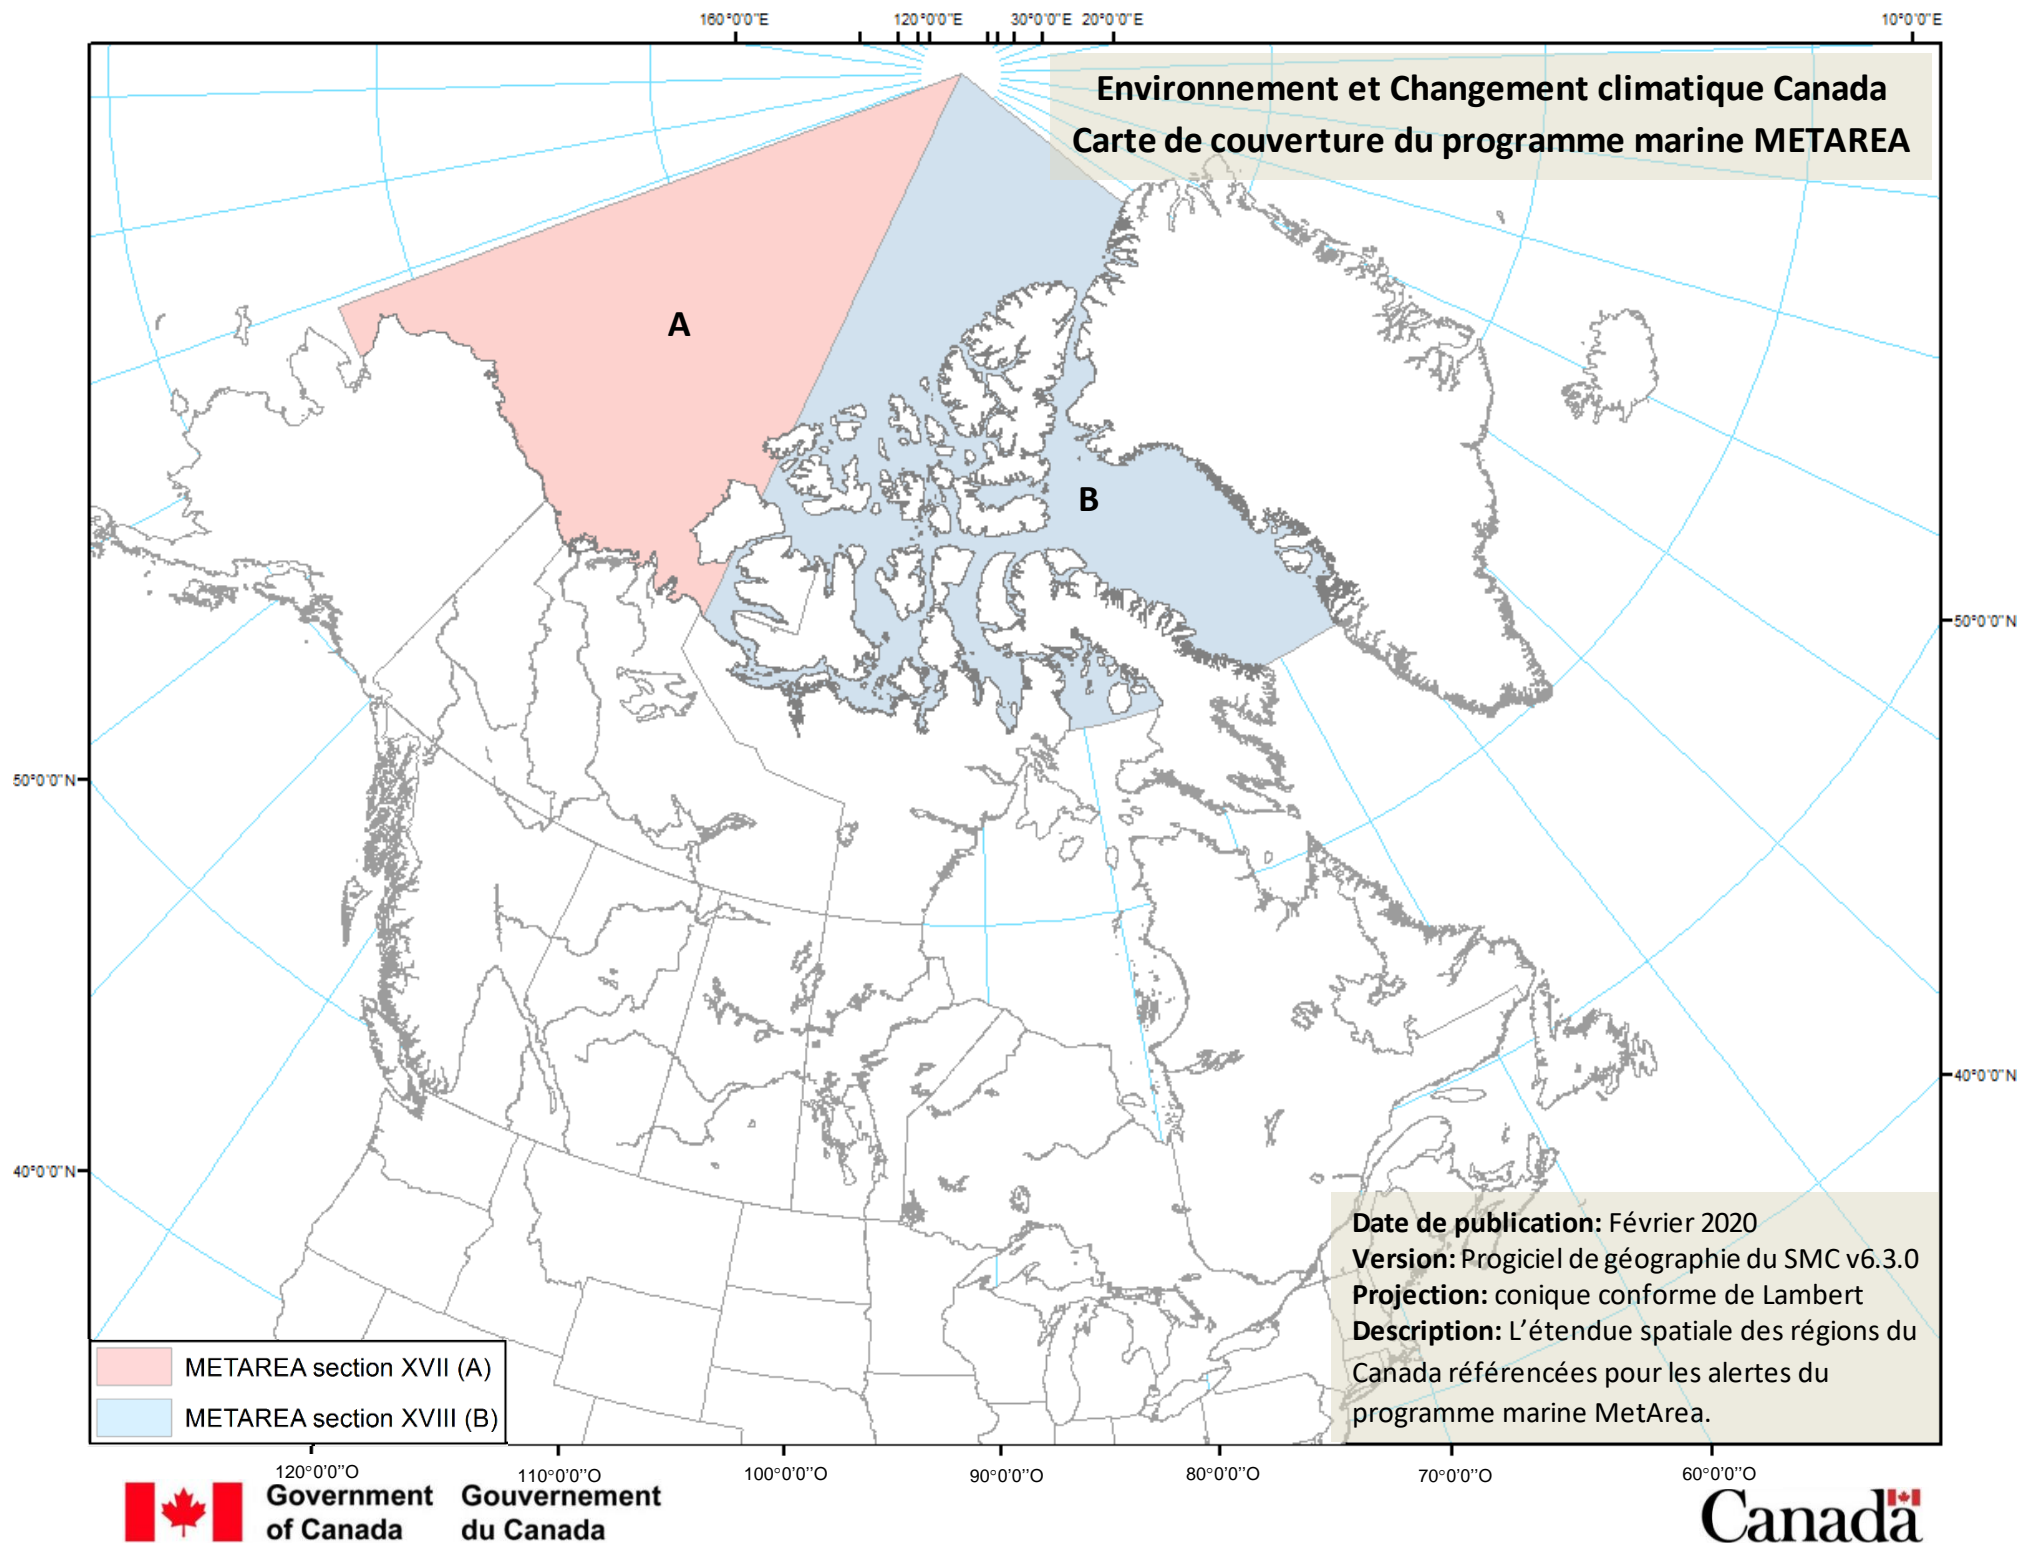 160°0'0"E 120°0'0"E 30°0'0"E 20°0'0"E 10°0'0"E
Environnement et Changement climatique Canada
Carte de couverture du programme marine METAREA
A
B
50°0'0"N
50°0'0"N
40°0'0"N
40°0'0"N
Date de publication: Février 2020
Version: Progiciel de géographie du SMC v6.3.0
Projection: conique conforme de Lambert
Description: L'étendue spatiale des régions du
Canada référencées pour les alertes du
programme marine MetArea.
METAREA section XVII (A)
METAREA section XVIII (B)
120°0'0"O 110°0'0"O 100°0'0"O 90°0'0"O 80°0'0"O 70°0'0"O 60°0'0"O
Government Gouvernement
of Canada du Canada
Canada